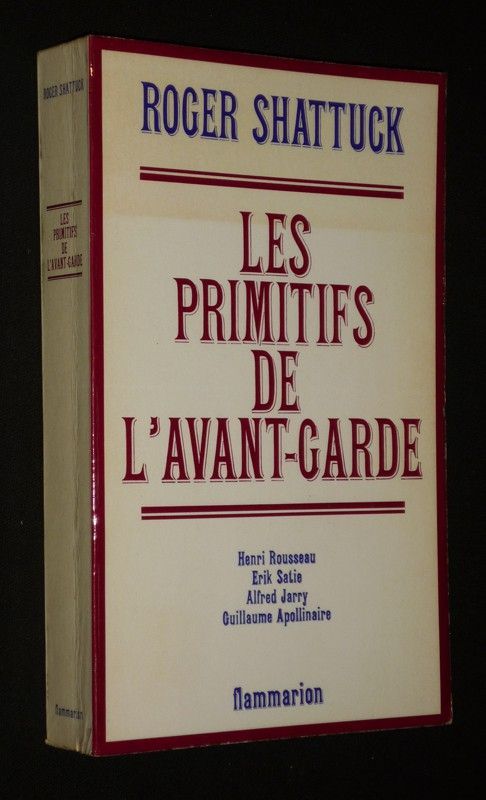 ROGER SHATTUCK
LES
PRIMITIFS
DE
L'AVANT-GARDE
Henri Rousseau
Erik Satie
Alfred Jarry
Guillaume Apollinaire
flammarion
ROGER SHATTUCK
LES
PRIMITIFS
DE
L'AVANT-GARDE
flammarion